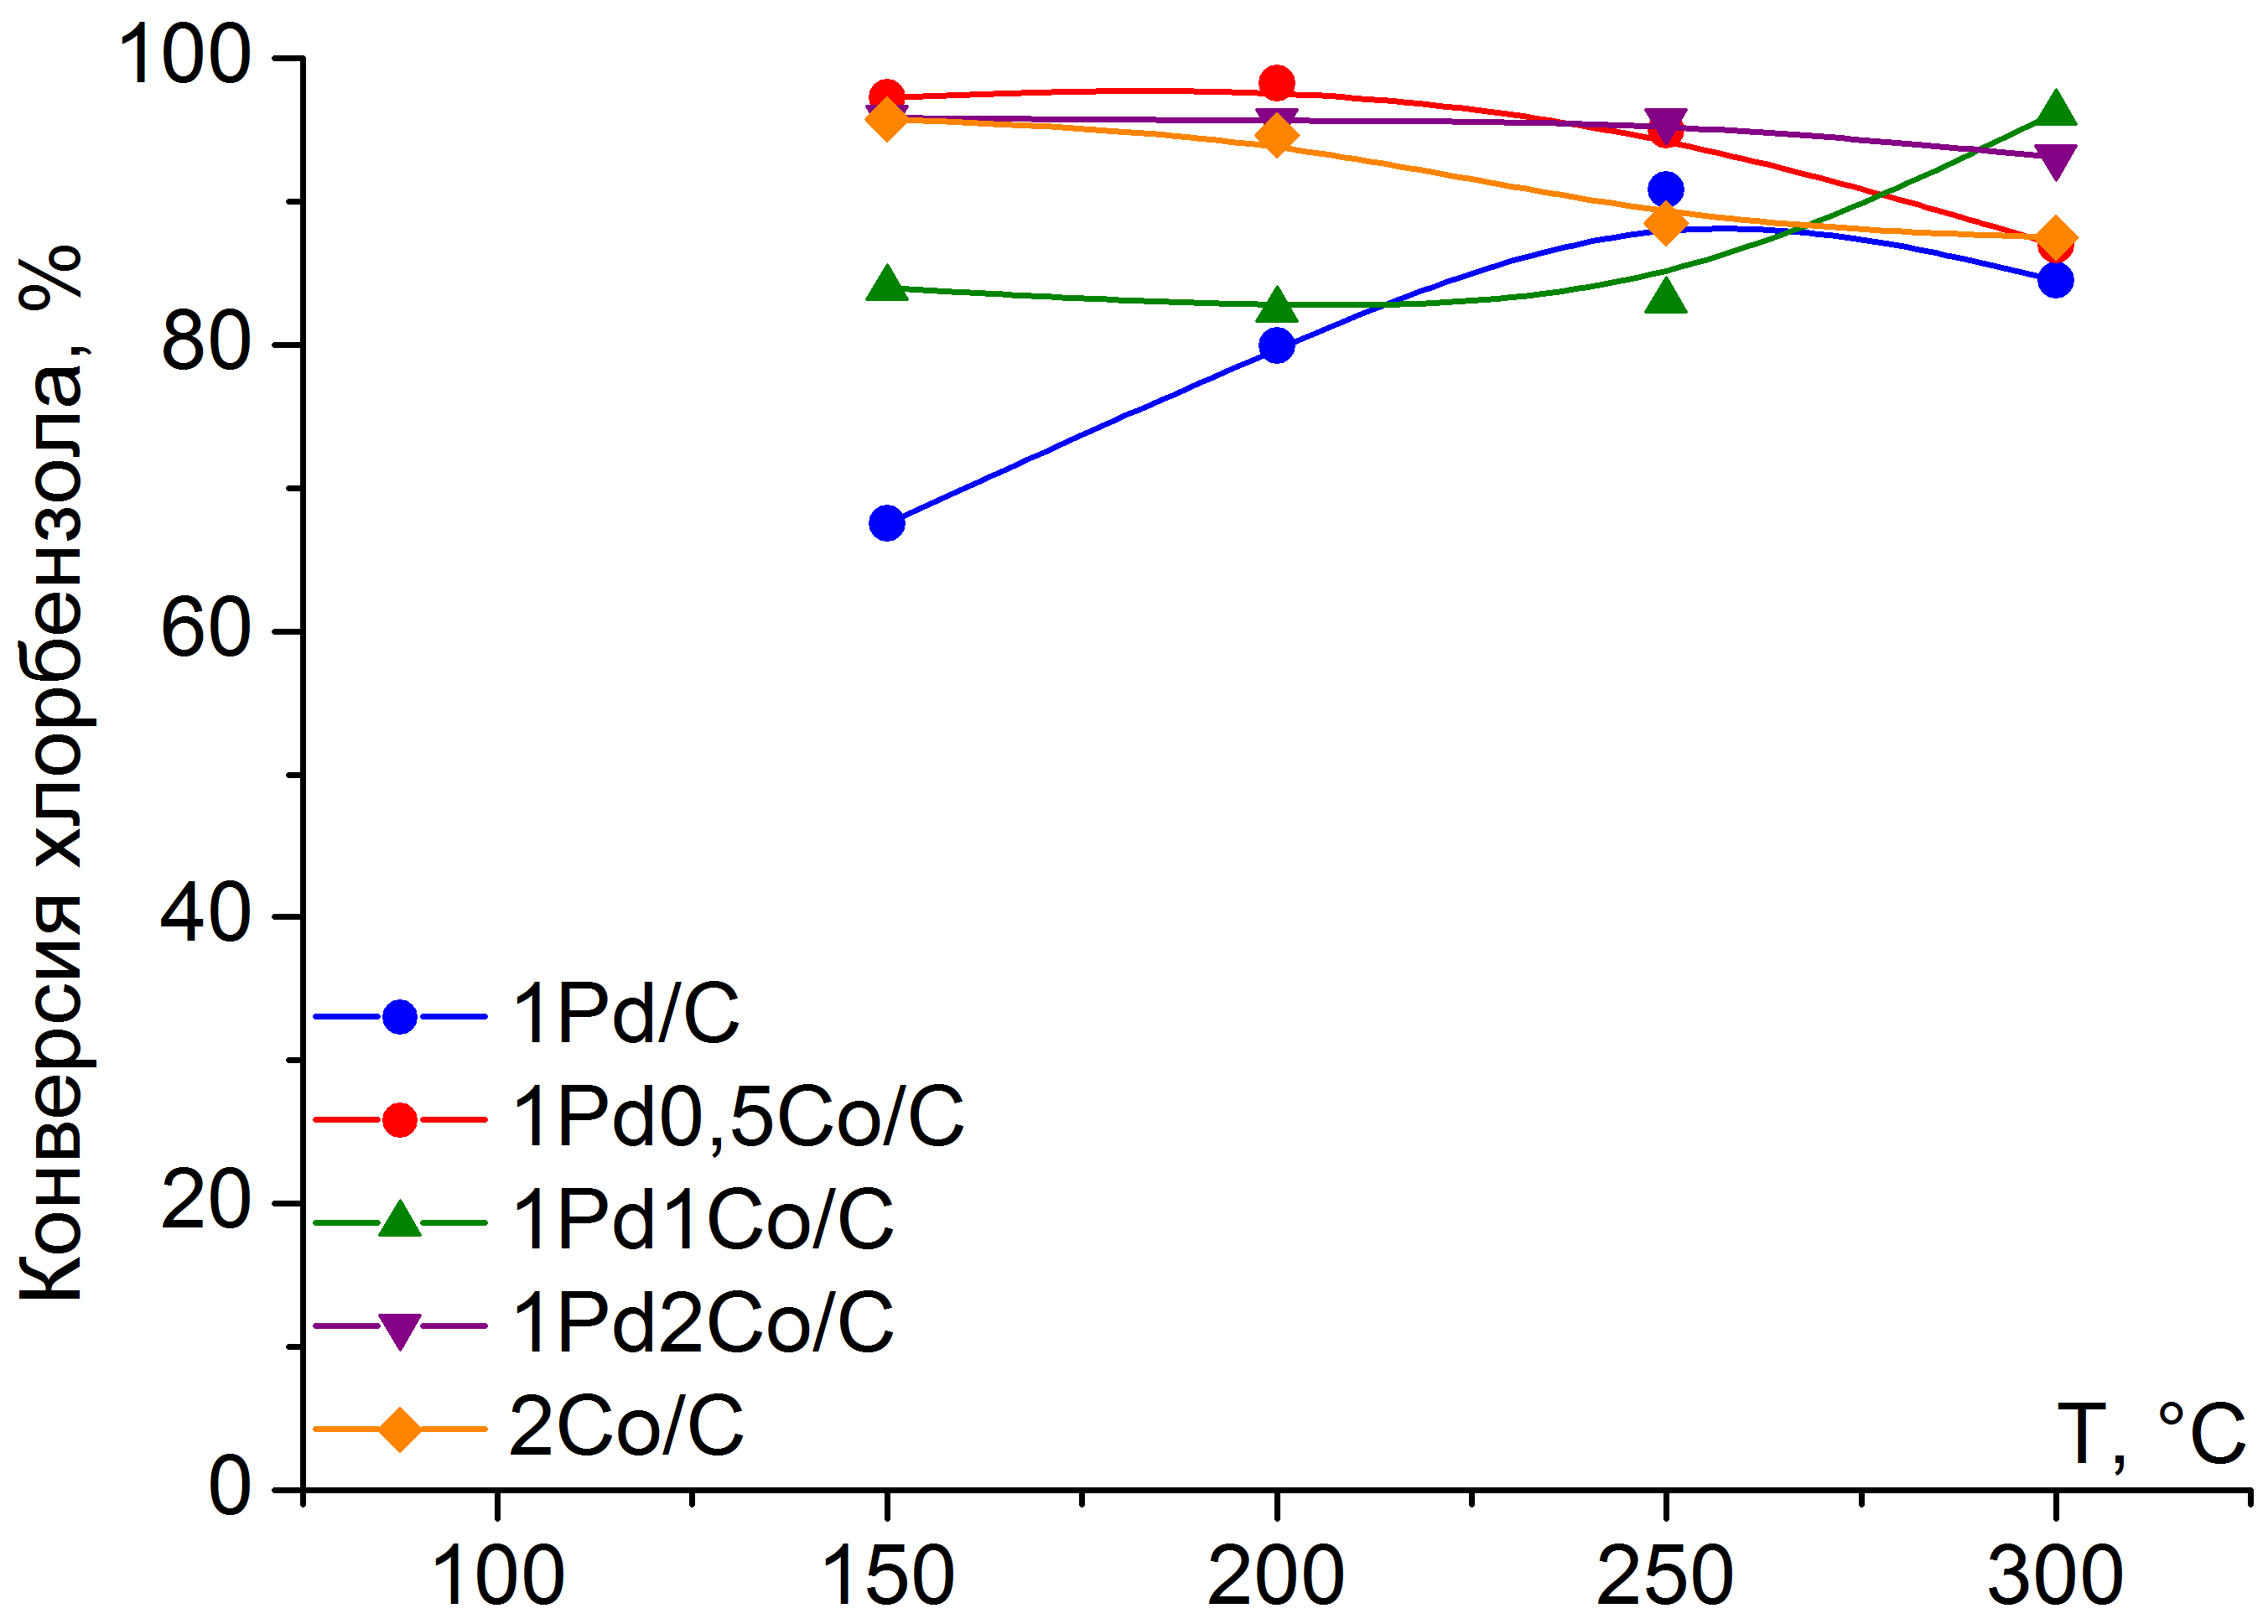 Конверсия хлорбензола, %
100
80
60
40
20
0
1Pd/C
1Pd0,5Co/C
1Pd1Co/C
1Pd2Co/C
2Co/C
T, °C
100 150 200 250 300